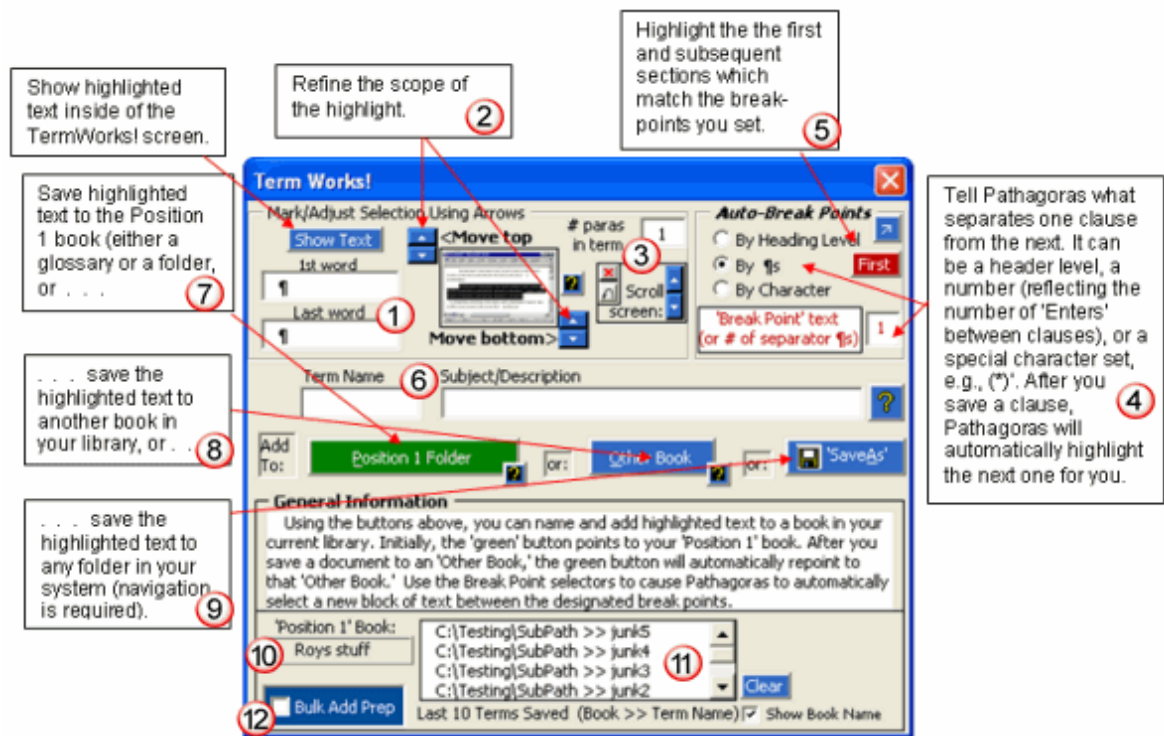 Show highlighted
text inside of the
TermWorks! screen.
Refine the scope of
the highlight.
2
Highlight the the first
and subsequent
sections which
match the break-
points you set.
5
Save highlighted
text to the Position
1 book (either a
glossary or a folder,
or . . .
7
. . . save the
highlighted text to
another book in
your library, or . .
8
. . . save the
highlighted text to
any folder in your
system (navigation
is required).
9
Tell Pathagoras what
separates one clause
from the next. It can
be a header level, a
number (reflecting the
number of 'Enters'
between clauses), or a
special character set,
e.g., (*)'. After you
save a clause,
Pathagoras will
automatically highlight
the next one for you.
4
Term Works!
Mark/Adjust Selection Using Arrows
Show Text
<Move top
# paras
in term
1
3
1st word
¶
Last word
¶
1
?
Scroll
screen:
Move bottom>
Auto-Break Points
By Heading Level
By ¶s
By Character
First
'Break Point' text
(or # of separator ¶s)
1
Term Name
6
Subject/Description
?
Add
To:
Position 1 Folder
?
or:
Other Book
?
or:
'SaveAs'
General Information
Using the buttons above, you can name and add highlighted text to a book in your
current library. Initially, the 'green' button points to your 'Position 1' book. After you
save a document to an 'Other Book,' the green button will automatically repoint to
that 'Other Book.' Use the Break Point selectors to cause Pathagoras to automatically
select a new block of text between the designated break points.
'Position 1' Book:
10
Roys stuff
C:\Testing\SubPath >> junk5
C:\Testing\SubPath >> junk4
C:\Testing\SubPath >> junk3
C:\Testing\SubPath >> junk2
11
Clear
12
Bulk Add Prep
Last 10 Terms Saved (Book >> Term Name)
Show Book Name